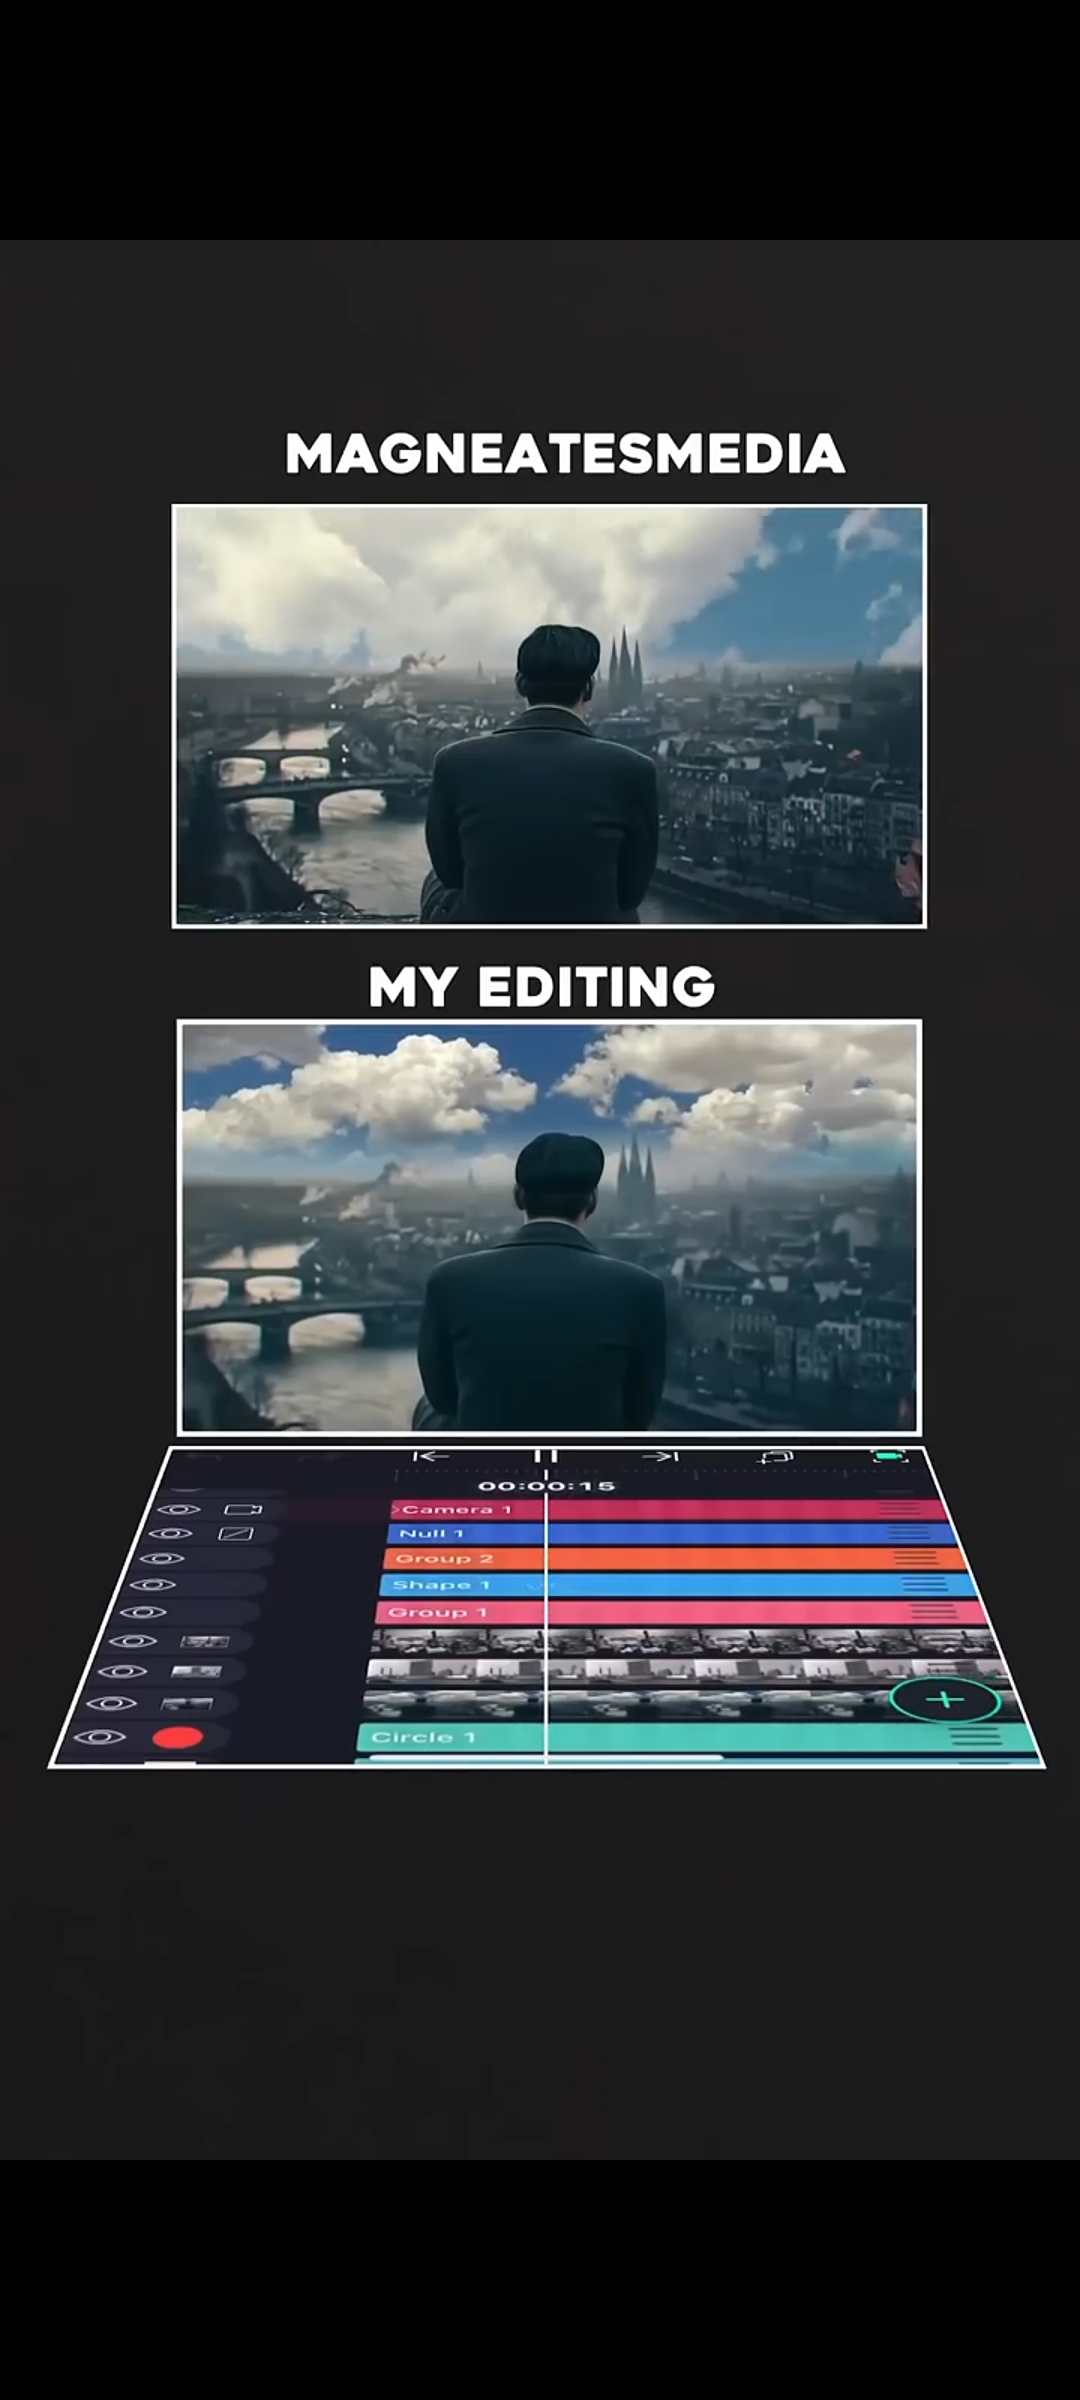 MAGNEATESMEDIA
MY EDITING
00:00:15
Camera 1
Null 1
Group 2
Shape 1
Group 1
Circle 1